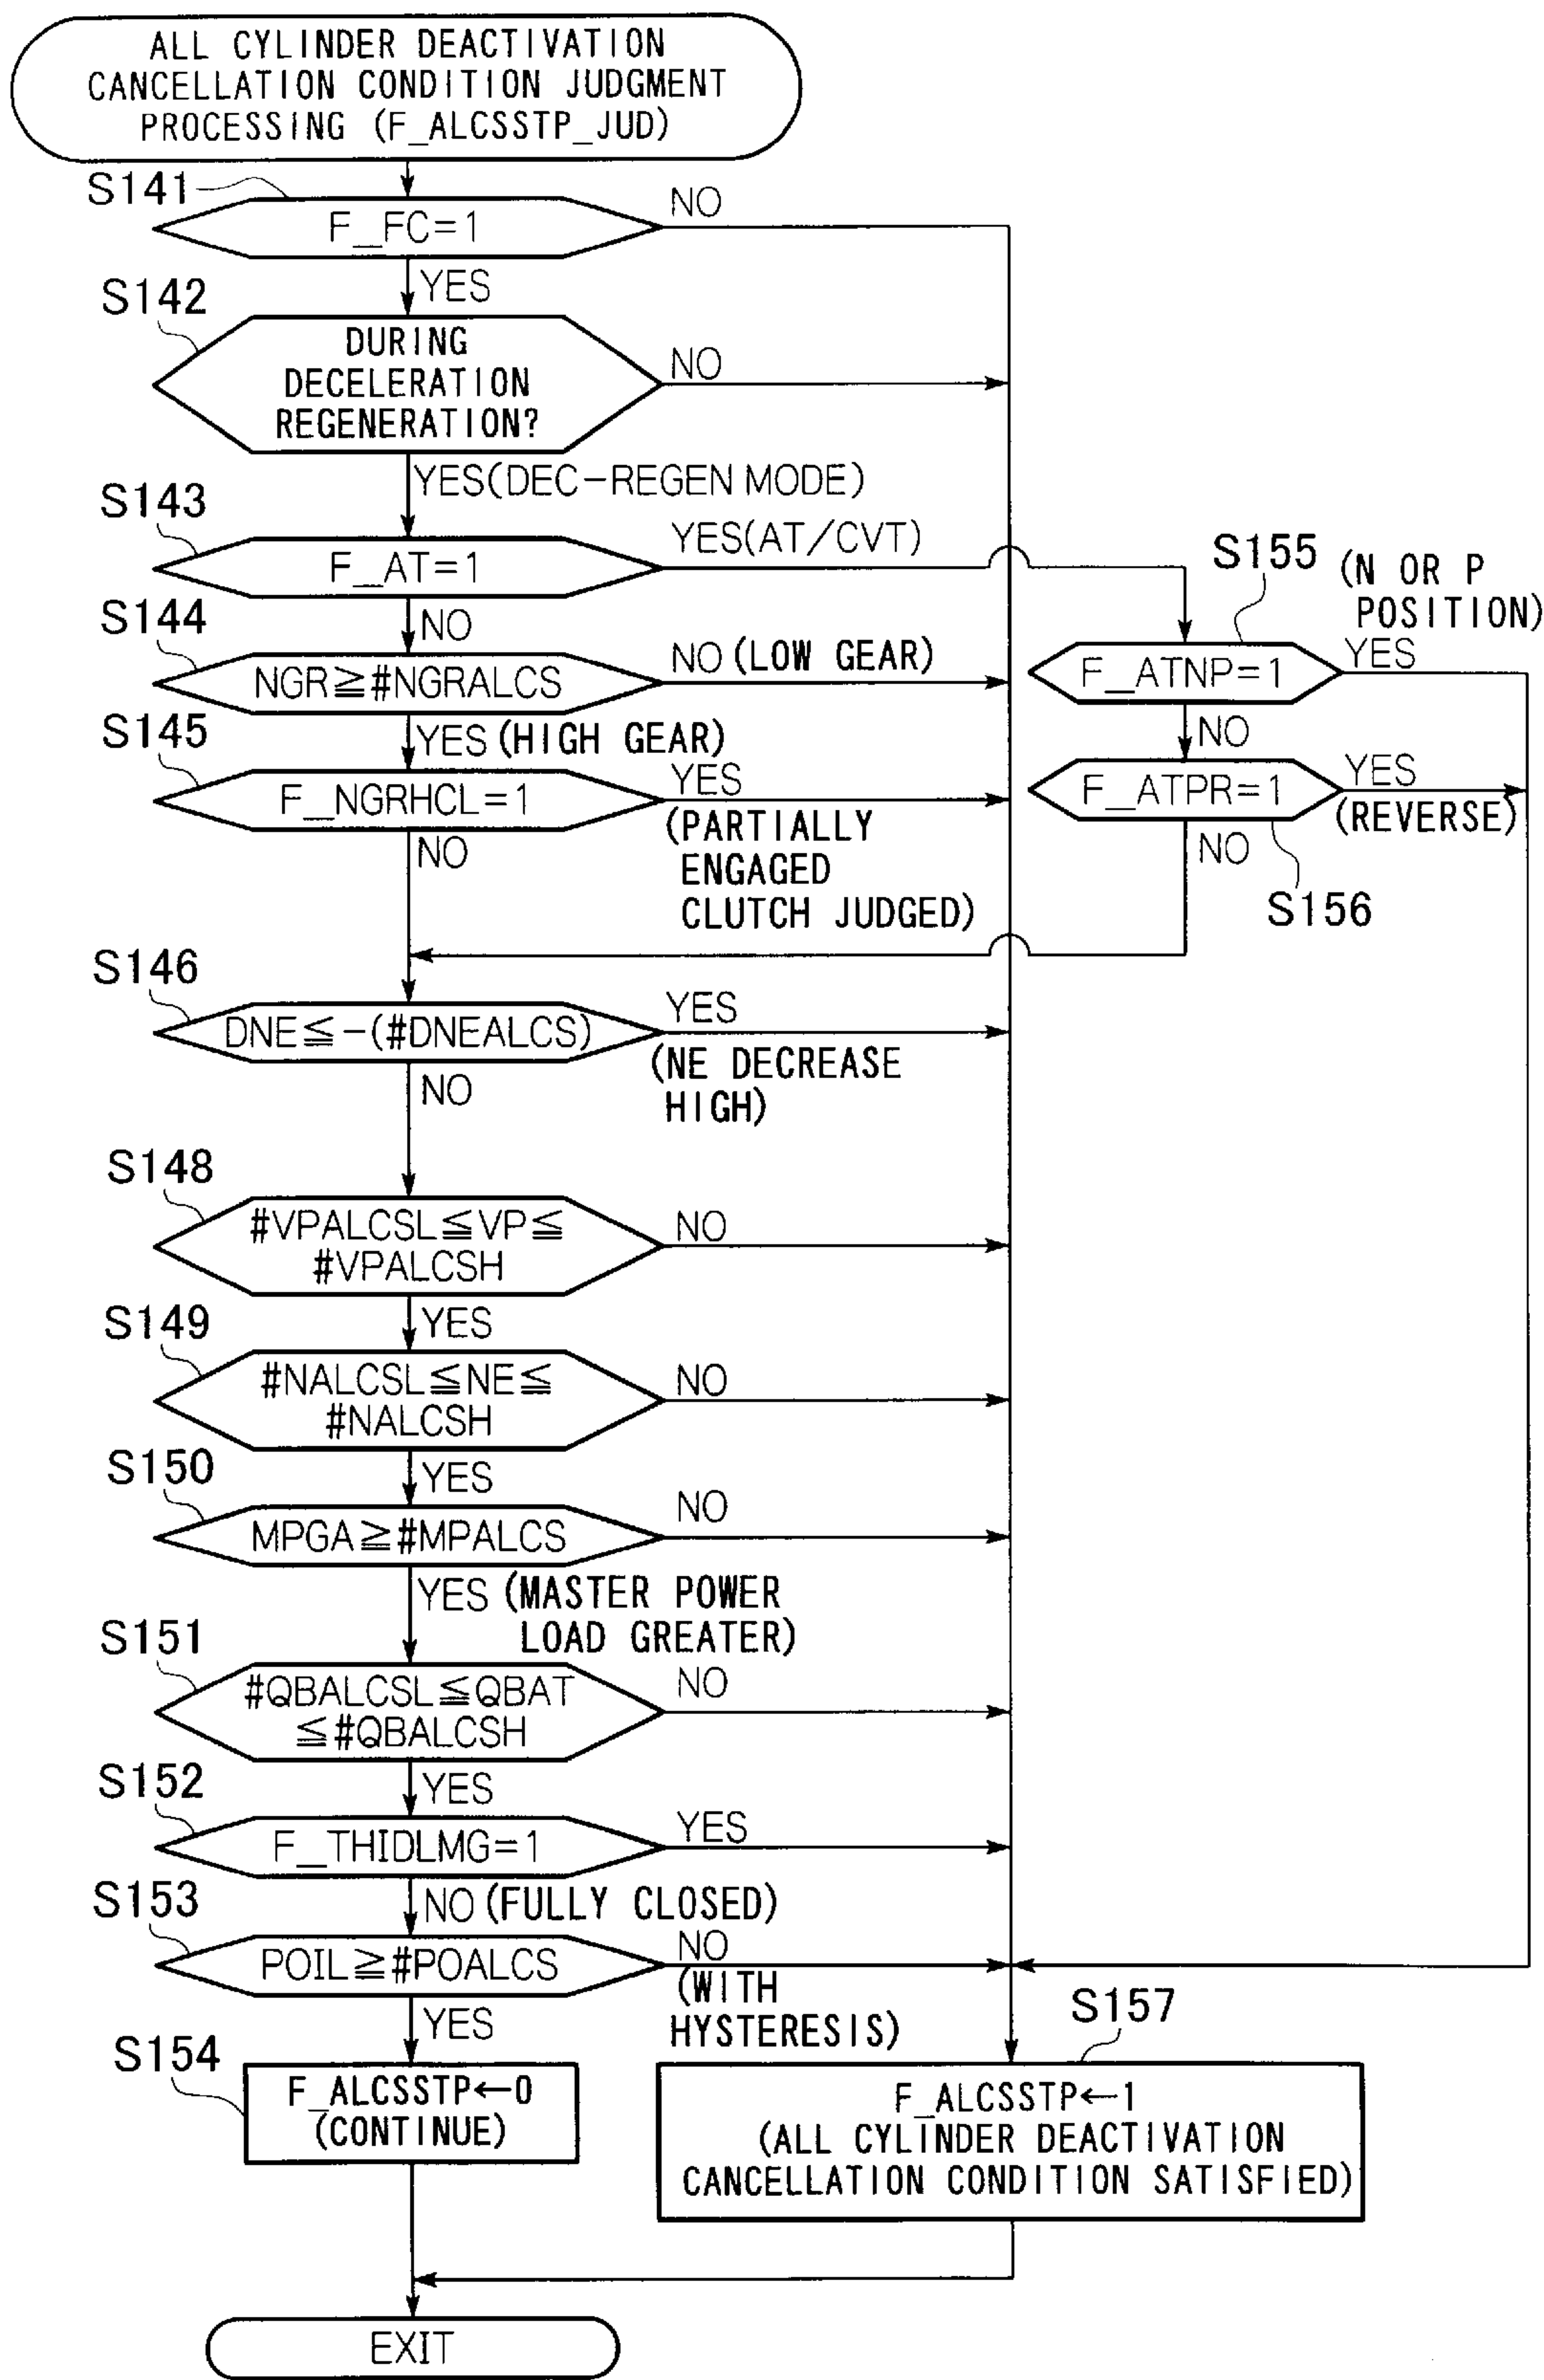 ALL CYLINDER DEACTIVATION
CANCELLATION CONDITION JUDGMENT
PROCESSING (F_ALCSSTP_JUD)
S141
F_FC=1
NO
YES
S142
DURING
DECELERATION
REGENERATION?
NO
YES(DEC-REGEN MODE)
S143
F_AT=1
YES(AT/CVT)
NO
S155
(N OR P
POSITION)
F_ATNP=1
YES
NO
S144
NGR≧#NGRALCS
NO (LOW GEAR)
YES (HIGH GEAR)
S145
F_NGRHCL=1
YES
(PARTIALLY
ENGAGED
CLUTCH JUDGED)
NO
F_ATPR=1
YES
(REVERSE)
NO
S156
S146
DNE≦-(#DNEALCS)
YES
(NE DECREASE
HIGH)
NO
S148
#VPALCSL≦VP≦
#VPALCSH
NO
YES
S149
#NALCSL≦NE≦
#NALCSH
NO
YES
S150
MPGA≧#MPALCS
NO
YES (MASTER POWER
LOAD GREATER)
S151
#QBALCSL≦QBAT
≦#QBALCSH
NO
YES
S152
F_THIDLMG=1
YES
NO (FULLY CLOSED)
S153
POIL≧#POALCS
NO
(WITH
HYSTERESIS)
YES
S154
F_ALCSSTP←0
(CONTINUE)
S157
F_ALCSSTP←1
(ALL CYLINDER DEACTIVATION
CANCELLATION CONDITION SATISFIED)
EXIT